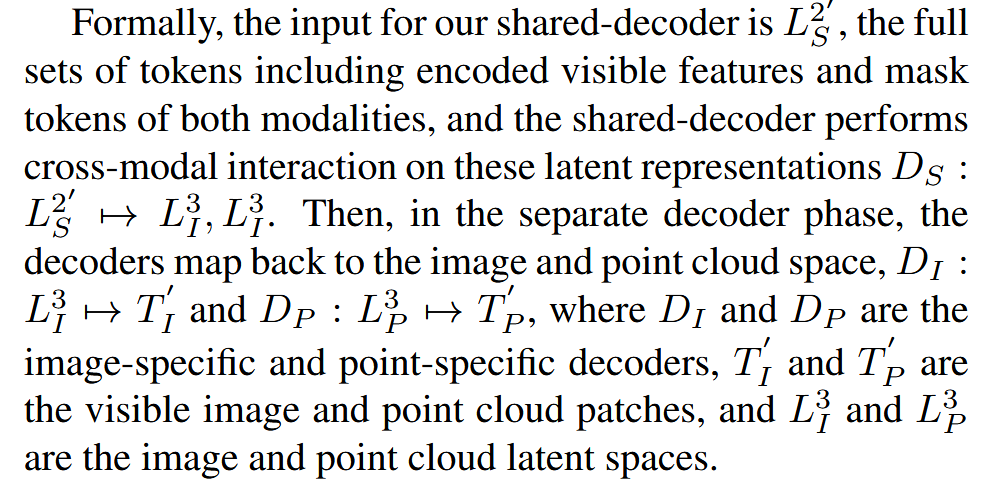 Formally, the input for our shared-decoder is $L_S^{2'}$, the full
sets of tokens including encoded visible features and mask
tokens of both modalities, and the shared-decoder performs
cross-modal interaction on these latent representations $D_S$ :
$L_S^{2'} \mapsto L_I^3, L_I^3$. Then, in the separate decoder phase, the
decoders map back to the image and point cloud space, $D_I$ :
$L_I^3 \mapsto T_I^{'}$ and $D_P : L_P^3 \mapsto T_P^{'}$, where $D_I$ and $D_P$ are the
image-specific and point-specific decoders, $T_I^{'}$ and $T_P^{'}$ are
the visible image and point cloud patches, and $L_I^3$ and $L_P^3$
are the image and point cloud latent spaces.